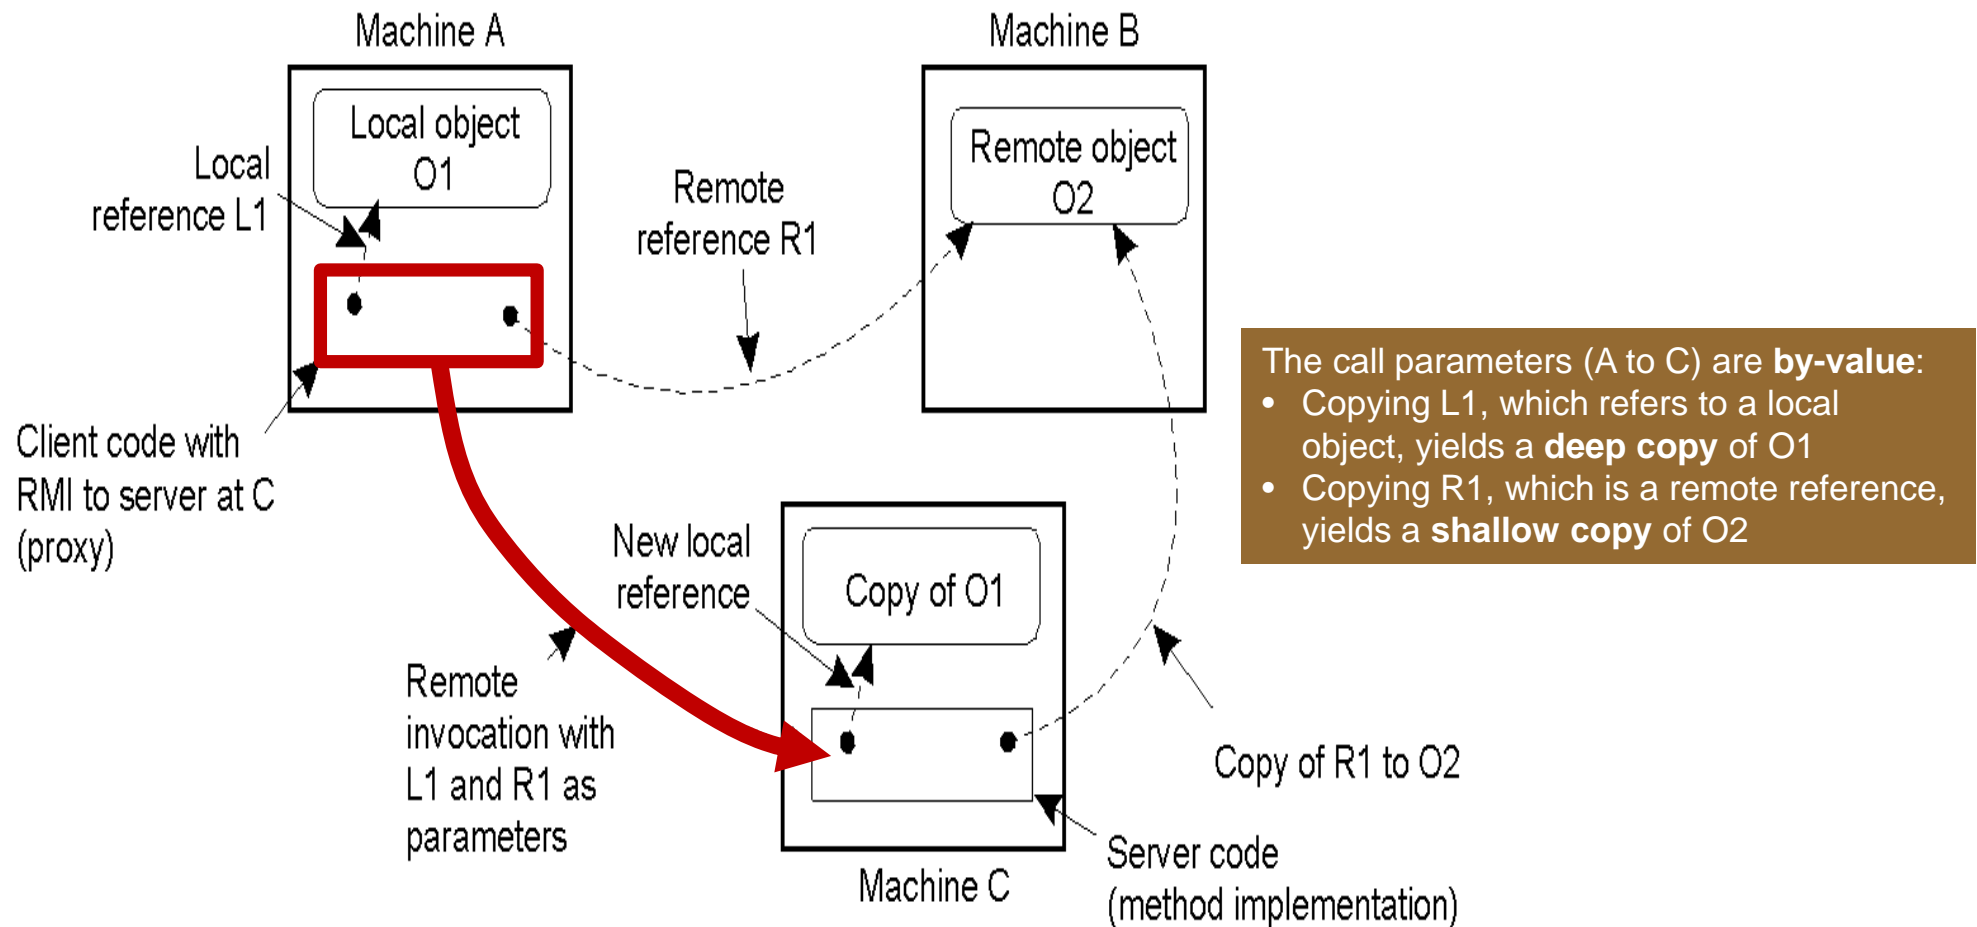 Machine A
Machine B
Local object
O1
Remote object
O2
Local
reference L1
Remote
reference R1
The call parameters (A to C) are by-value:
• Copying L1, which refers to a local
object, yields a deep copy of O1
• Copying R1, which is a remote reference,
yields a shallow copy of O2
Client code with
RMI to server at C
(proxy)
New local
reference
Copy of O1
Remote
invocation with
L1 and R1 as
parameters
Copy of R1 to O2
Server code
(method implementation)
Machine C